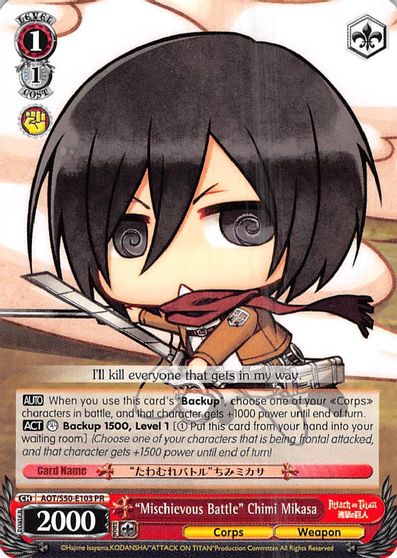 LEVEL
1
1
COST
I'll kill everyone that gets in my way.
AUTO When you use this card's "Backup", choose one of your «Corps»
characters in battle, and that character gets +1000 power until end of turn.
ACT Backup 1500, Level 1 [① Put this card from your hand into your
waiting room] (Choose one of your characters that is being frontal attacked,
and that character gets +1500 power until end of turn)
Card Name
“たわむれバトル”ちみミカサ
CH AOT/S50-E103 PR
"Mischievous Battle" Chimi Mikasa
Attack on Titan
進撃の巨人
POWER
2000
Corps
Weapon
©Hajime Isayama,KODANSHA/"ATTACK ON TITAN"Production Committee.All Rights Reserved.